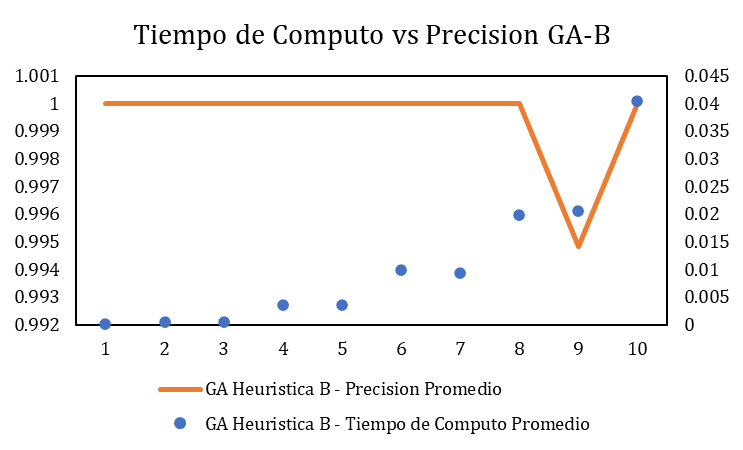 Tiempo de Computo vs Precision GA-B
1.001 0.045
1 0.04
0.999 0.035
0.998 0.03
0.997 0.025
0.996 0.02
0.995 0.015
0.994 0.01
0.993 0.005
0.992 0
1 2 3 4 5 6 7 8 9 10
GA Heuristica B - Precision Promedio
GA Heuristica B - Tiempo de Computo Promedio